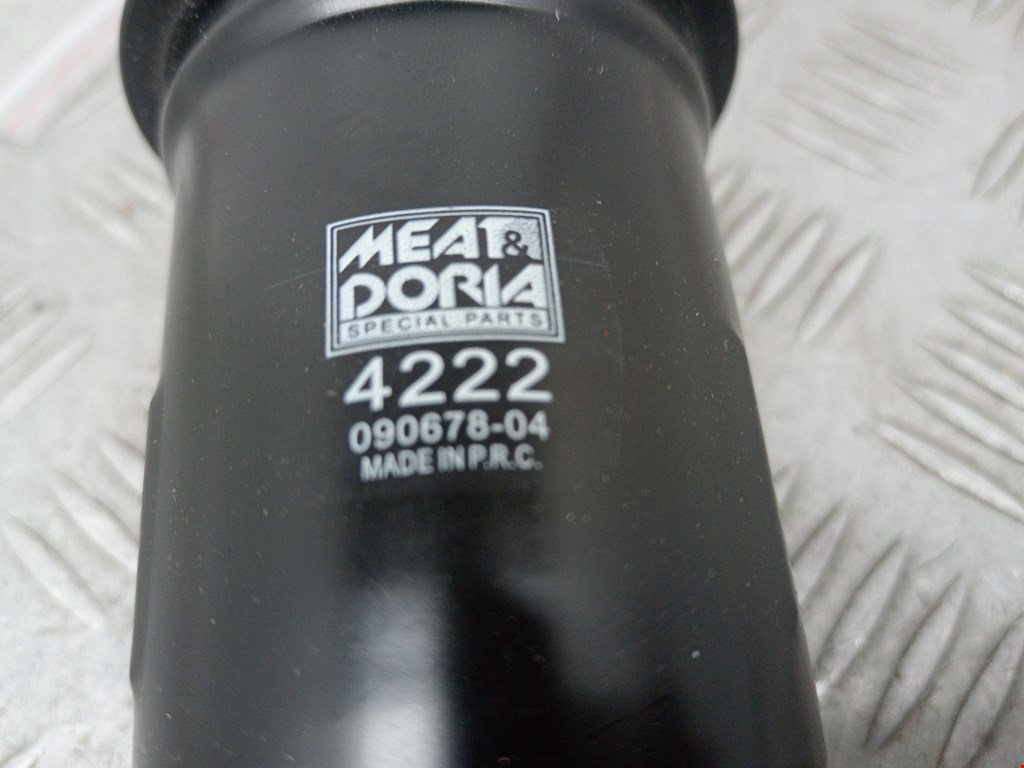 MEAT &
DORIA
SPECIAL PARTS
4222
090678-04
MADE IN P.R.C.